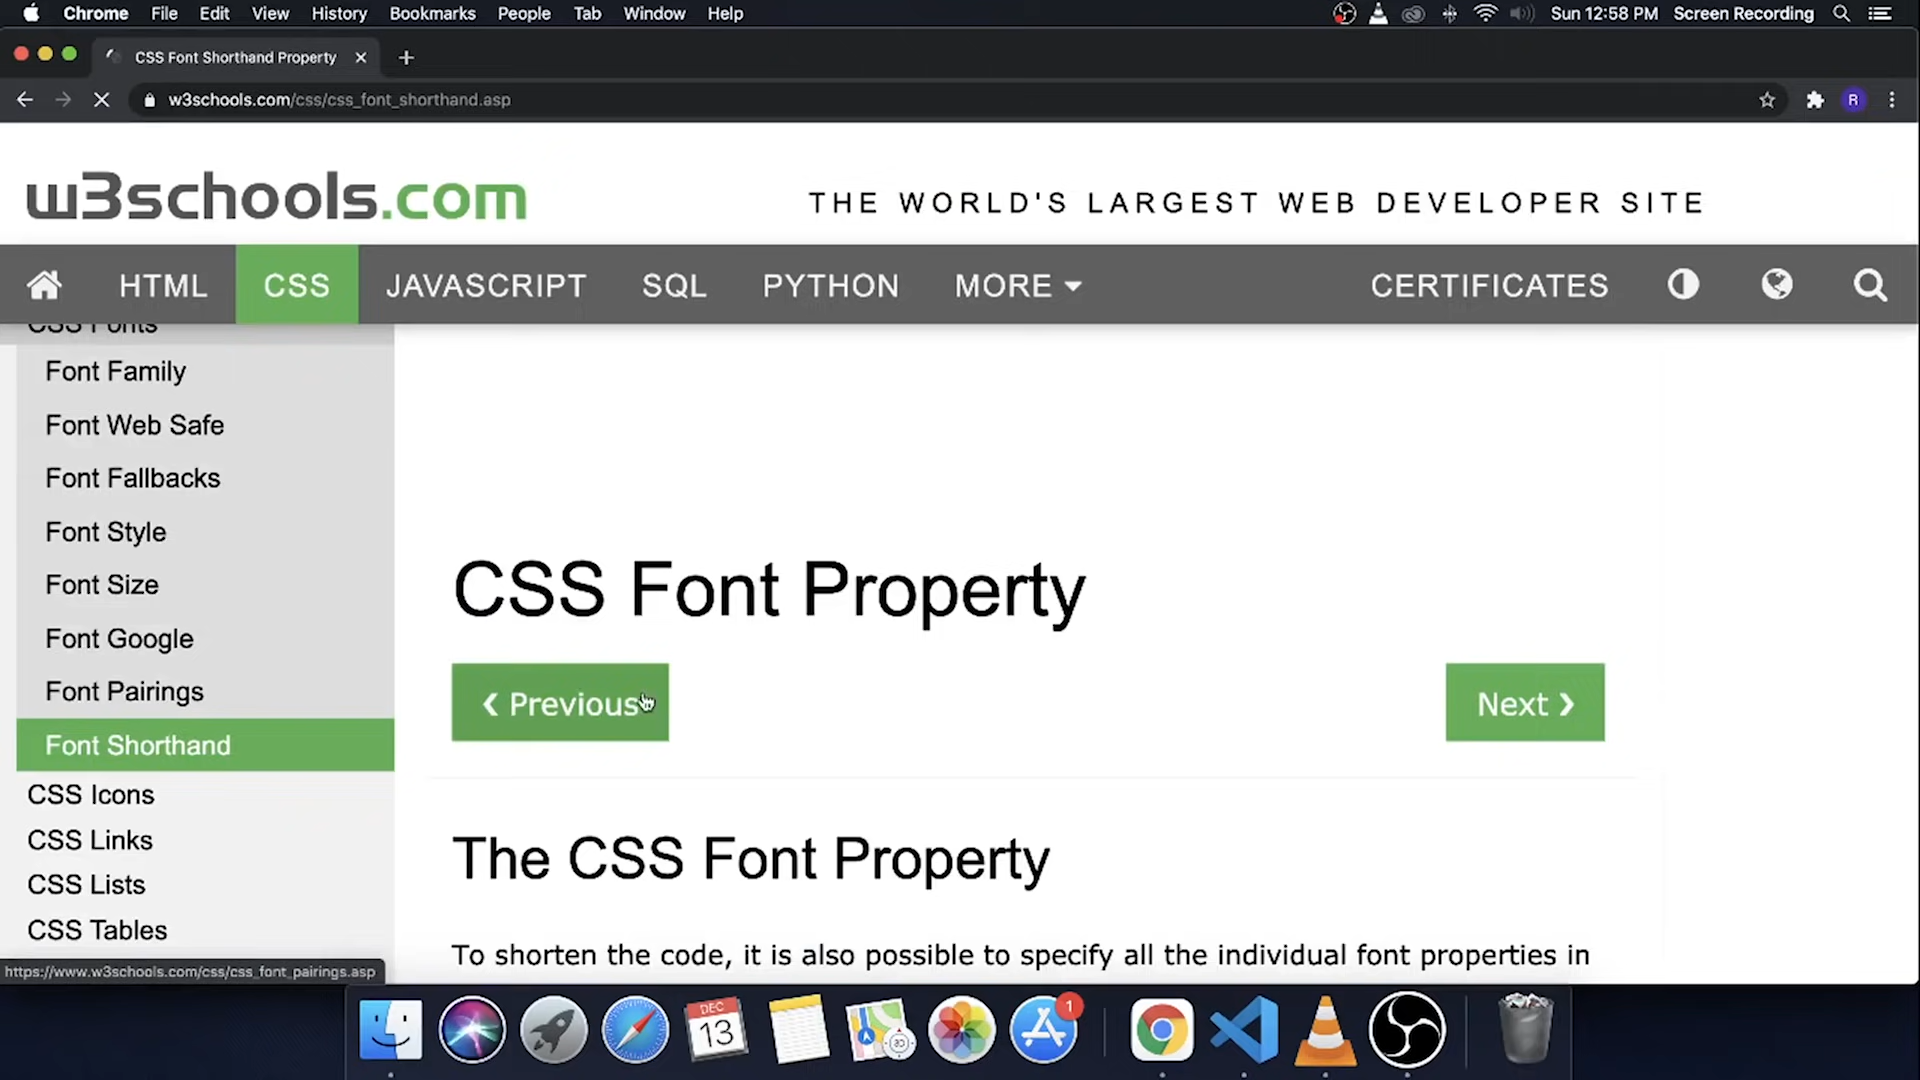 Chrome File Edit View History Bookmarks People Tab Window Help Sun 12:58 PM Screen Recording
CSS Font Shorthand Property
w3schools.com/css/css_font_shorthand.asp R
w3schools.com THE WORLD'S LARGEST WEB DEVELOPER SITE
HTML CSS JAVASCRIPT SQL PYTHON MORE CERTIFICATES
CSS Fonts
Font Family
Font Web Safe
Font Fallbacks
Font Style
Font Size
Font Google
Font Pairings
Font Shorthand
CSS Icons
CSS Links
CSS Lists
CSS Tables
CSS Font Property
❮ Previous Next ❯
The CSS Font Property
To shorten the code, it is also possible to specify all the individual font properties in
https://www.w3schools.com/css/css_font_pairings.asp
DEC
13
3D
1